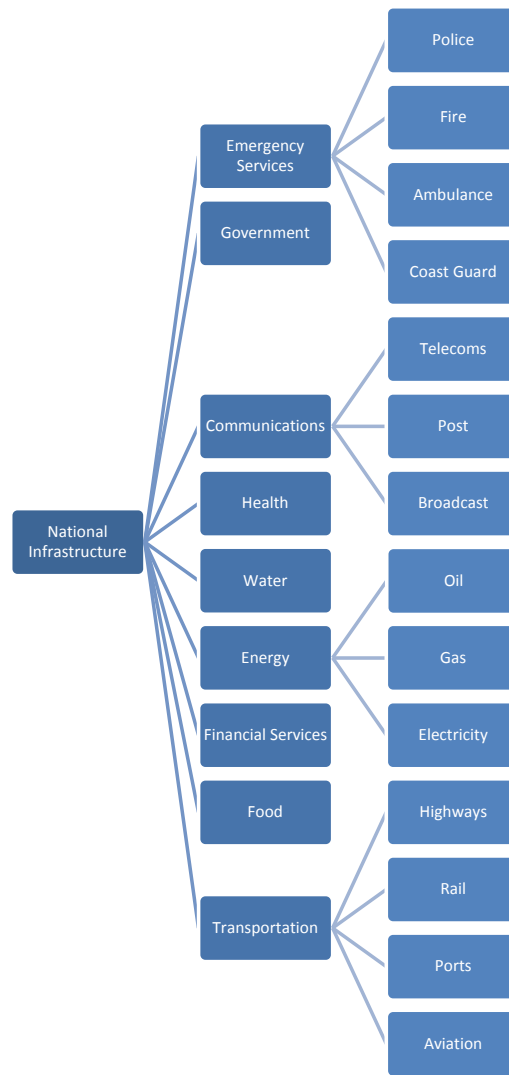 National
Infrastructure
Emergency
Services
Police
Fire
Ambulance
Coast Guard
Government
Communications
Telecoms
Post
Broadcast
Health
Water
Energy
Oil
Gas
Electricity
Financial Services
Food
Transportation
Highways
Rail
Ports
Aviation